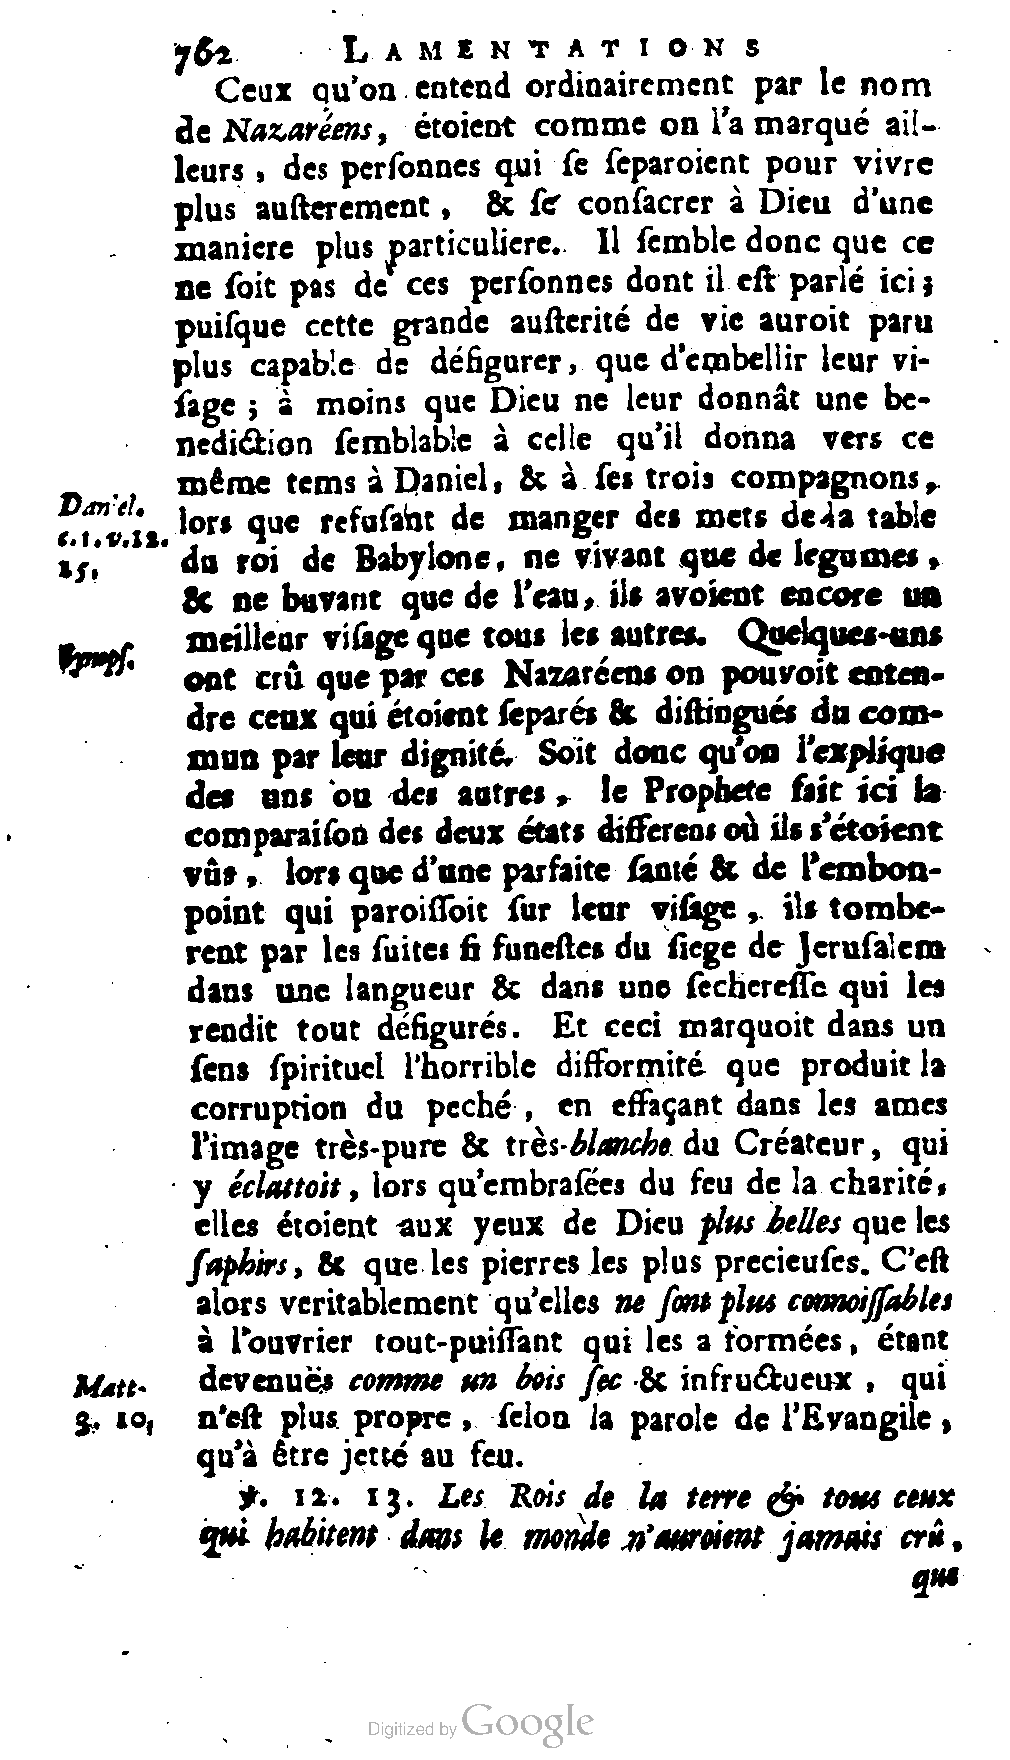 762 LAMENTATIONS
Ceux qu'on entend ordinairement par le nom
de Nazaréens, étoient comme on l'a marqué ail-
leurs, des perſonnes qui ſe ſeparoient pour vivre
plus auſterement, & ſe conſacrer à Dieu d'une
maniere plus particuliere. Il ſemble donc que ce
ne ſoit pas de ces perſonnes dont il eſt parlé ici;
puiſque cette grande auſterité de vie auroit paru
plus capable de défigurer, que d'embellir leur vi-
ſage ; à moins que Dieu ne leur donnât une be-
nediction ſemblable à celle qu'il donna vers ce
même tems à Daniel, & à ſes trois compagnons,
Daniel.
c.1.v.12.
15.
lors que refuſant de manger des mets de la table
du roi de Babylone, ne vivant que de legumes,
& ne buvant que de l'eau, ils avoient encore un
meilleur viſage que tous les autres. Quelques-uns
Synopſ.
ont crû que par ces Nazaréens on pouvoit enten-
dre ceux qui étoient ſeparés & diſtingués du com-
mun par leur dignité. Soit donc qu'on l'explique
des uns ou des autres, le Prophete fait ici la
comparaiſon des deux états differens où ils s'étoient
vûs, lors que d'une parfaite ſanté & de l'embon-
point qui paroiſſoit ſur leur viſage, ils tombe-
rent par les ſuites ſi funeſtes du ſiege de Jeruſalem
dans une langueur & dans une ſechereſſe qui les
rendit tout défigurés. Et ceci marquoit dans un
ſens ſpirituel l'horrible difformité que produit la
corruption du peché, en effaçant dans les ames
l'image très-pure & très-blanche du Créateur, qui
y éclattoit, lors qu'embraſées du feu de la charité,
elles étoient aux yeux de Dieu plus belles que les
ſaphirs, & que les pierres les plus precieuſes. C'eſt
alors veritablement qu'elles ne ſont plus connoiſſables
à l'ouvrier tout-puiſſant qui les a formées, étant
Matt.
3. 10,
devenuës comme un bois ſec & infructueux, qui
n'eſt plus propre, ſelon la parole de l'Evangile,
qu'à être jetté au feu.
℣. 12. 13. Les Rois de la terre & tous ceux
qui habitent dans le monde n'auroient jamais crû,
que
Digitized by Google